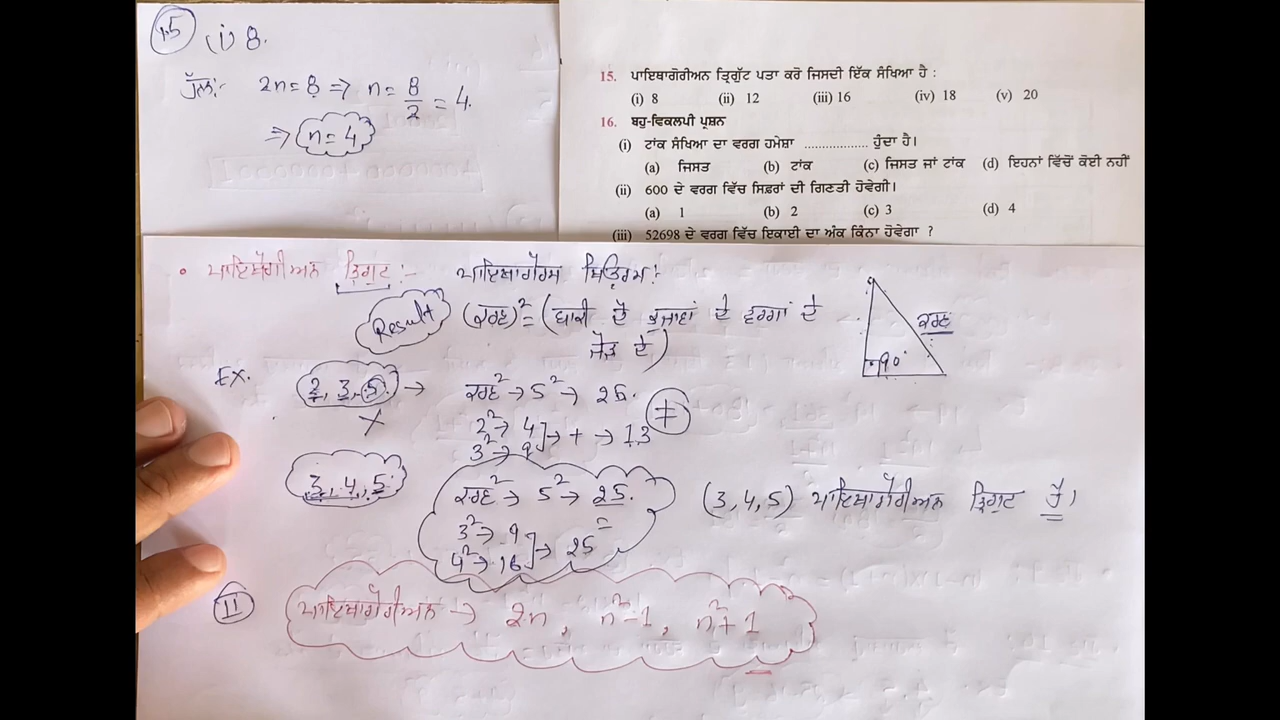 15 (i) 8.
ਹੱਲ:- 2n=8 ⇒ n= 8/2 = 4.
⇒ n=4
15. ਪਾਇਥਾਗੋਰੀਅਨ ਤ੍ਰਿਗੁੱਟ ਪਤਾ ਕਰੋ ਜਿਸਦੀ ਇੱਕ ਸੰਖਿਆ ਹੈ :
(i) 8 (ii) 12 (iii) 16 (iv) 18 (v) 20
16. ਬਹੁ-ਵਿਕਲਪੀ ਪ੍ਰਸ਼ਨ
(i) ਟਾਂਕ ਸੰਖਿਆ ਦਾ ਵਰਗ ਹਮੇਸ਼ਾ .................. ਹੁੰਦਾ ਹੈ।
(a) ਜਿਸਤ (b) ਟਾਂਕ (c) ਜਿਸਤ ਜਾਂ ਟਾਂਕ (d) ਇਹਨਾਂ ਵਿੱਚੋਂ ਕੋਈ ਨਹੀਂ
(ii) 600 ਦੇ ਵਰਗ ਵਿੱਚ ਸਿਫ਼ਰਾਂ ਦੀ ਗਿਣਤੀ ਹੋਵੇਗੀ।
(a) 1 (b) 2 (c) 3 (d) 4
(iii) 52698 ਦੇ ਵਰਗ ਵਿੱਚ ਇਕਾਈ ਦਾ ਅੰਕ ਕਿੰਨਾ ਹੋਵੇਗਾ ?
• ਪਾਇਥੋਗੀਅਨ ਤ੍ਰਿਗੁਟ:- ਪਾਇਥਾਗੋਰਸ ਸਿਤ੍ਰਿਮ:
Result (ਕਰਣ)² = (ਬਾਕੀ ਦੋ ਭੁਜਾਵਾਂ ਦੇ ਵਰਗਾਂ ਦੇ
ਜੋੜ ਦੇ)
ਕਰਣ
90°
EX. 2, 3, 5. → ਕਰਣ² → 5² → 25.
X 2² → 4
3² → 9 ] → + → 13 ≠
3, 4, 5. ਕਰਣ² → 5² → 25. (3,4,5) ਪਾਇਥਾਗੋਰੀਅਨ ਤ੍ਰਿਗੁਟ ਹੈ।
=
3² → 9
4² → 16 ] → 25
II ਪਾਇਥਾਗੋਰੀਅਨ → 2n, n²-1, n²+1